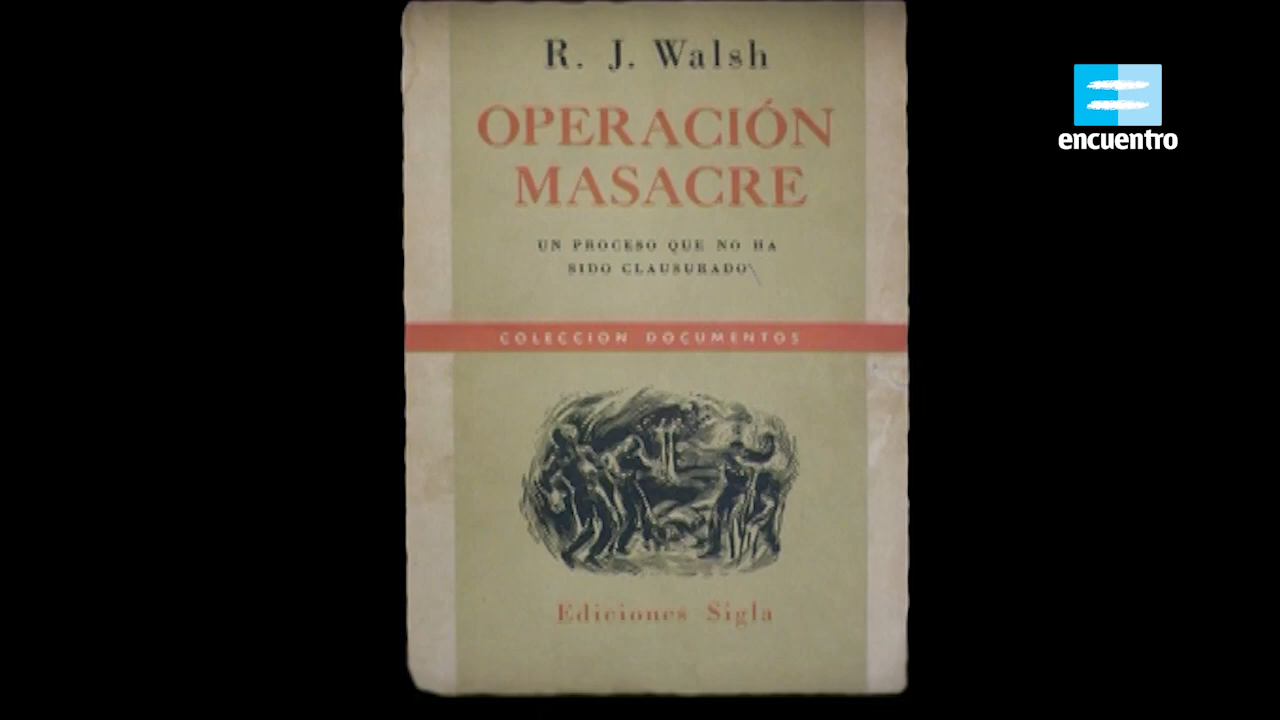 R. J. Walsh
OPERACIÓN
MASACRE
UN PROCESO QUE NO HA
SIDO CLAUSURADO
COLECCION DOCUMENTOS
Ediciones Sigla
encuentro